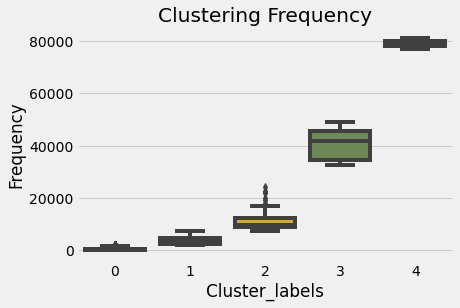 Clustering Frequency
80000
60000
40000
20000
0
Frequency
0 1 2 3 4
Cluster_labels